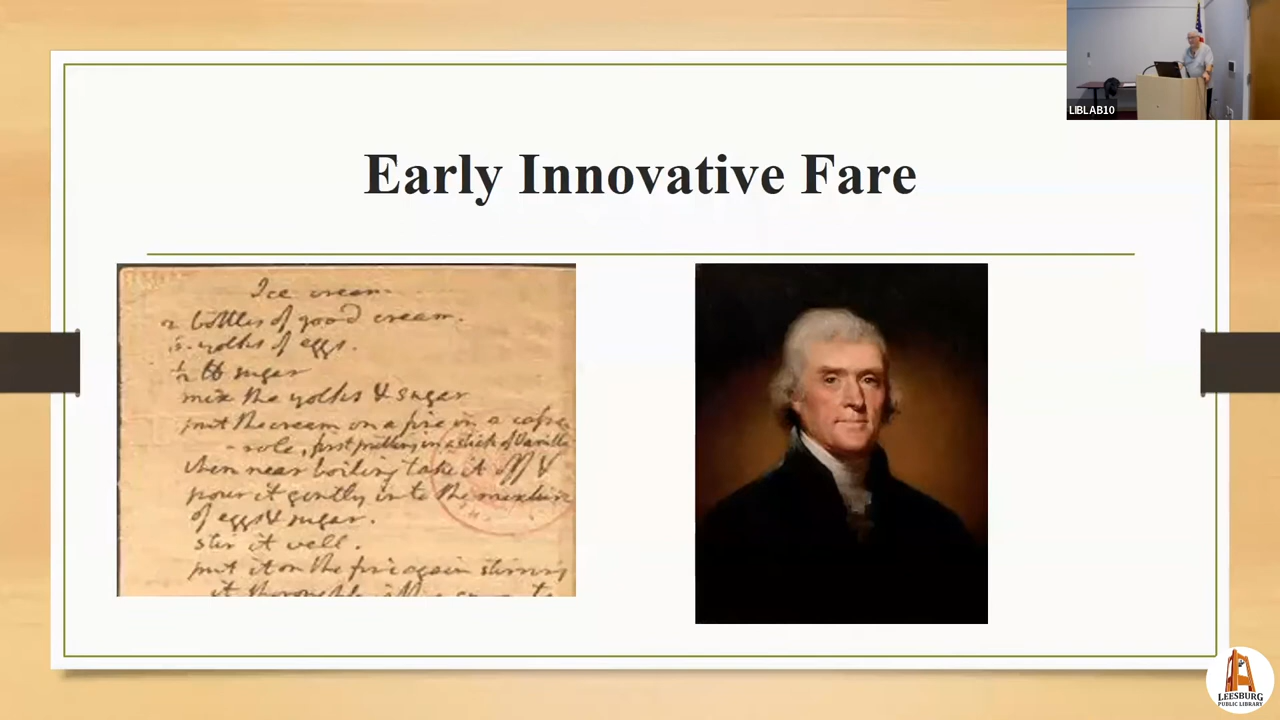 LIBLAB10
Early Innovative Fare
Ice cream.
2 bottles of good cream.
6. yolks of eggs.
1/2 lb sugar
mix the yolks & sugar
put the cream on a fire in a casse
- role, first putting in a stick of Vanilla
when near boiling take it off &
pour it gently into the mixture
of eggs & sugar.
stir it well.
put it on the fire again stirring
it thoroughly
LEESBURG
PUBLIC LIBRARY